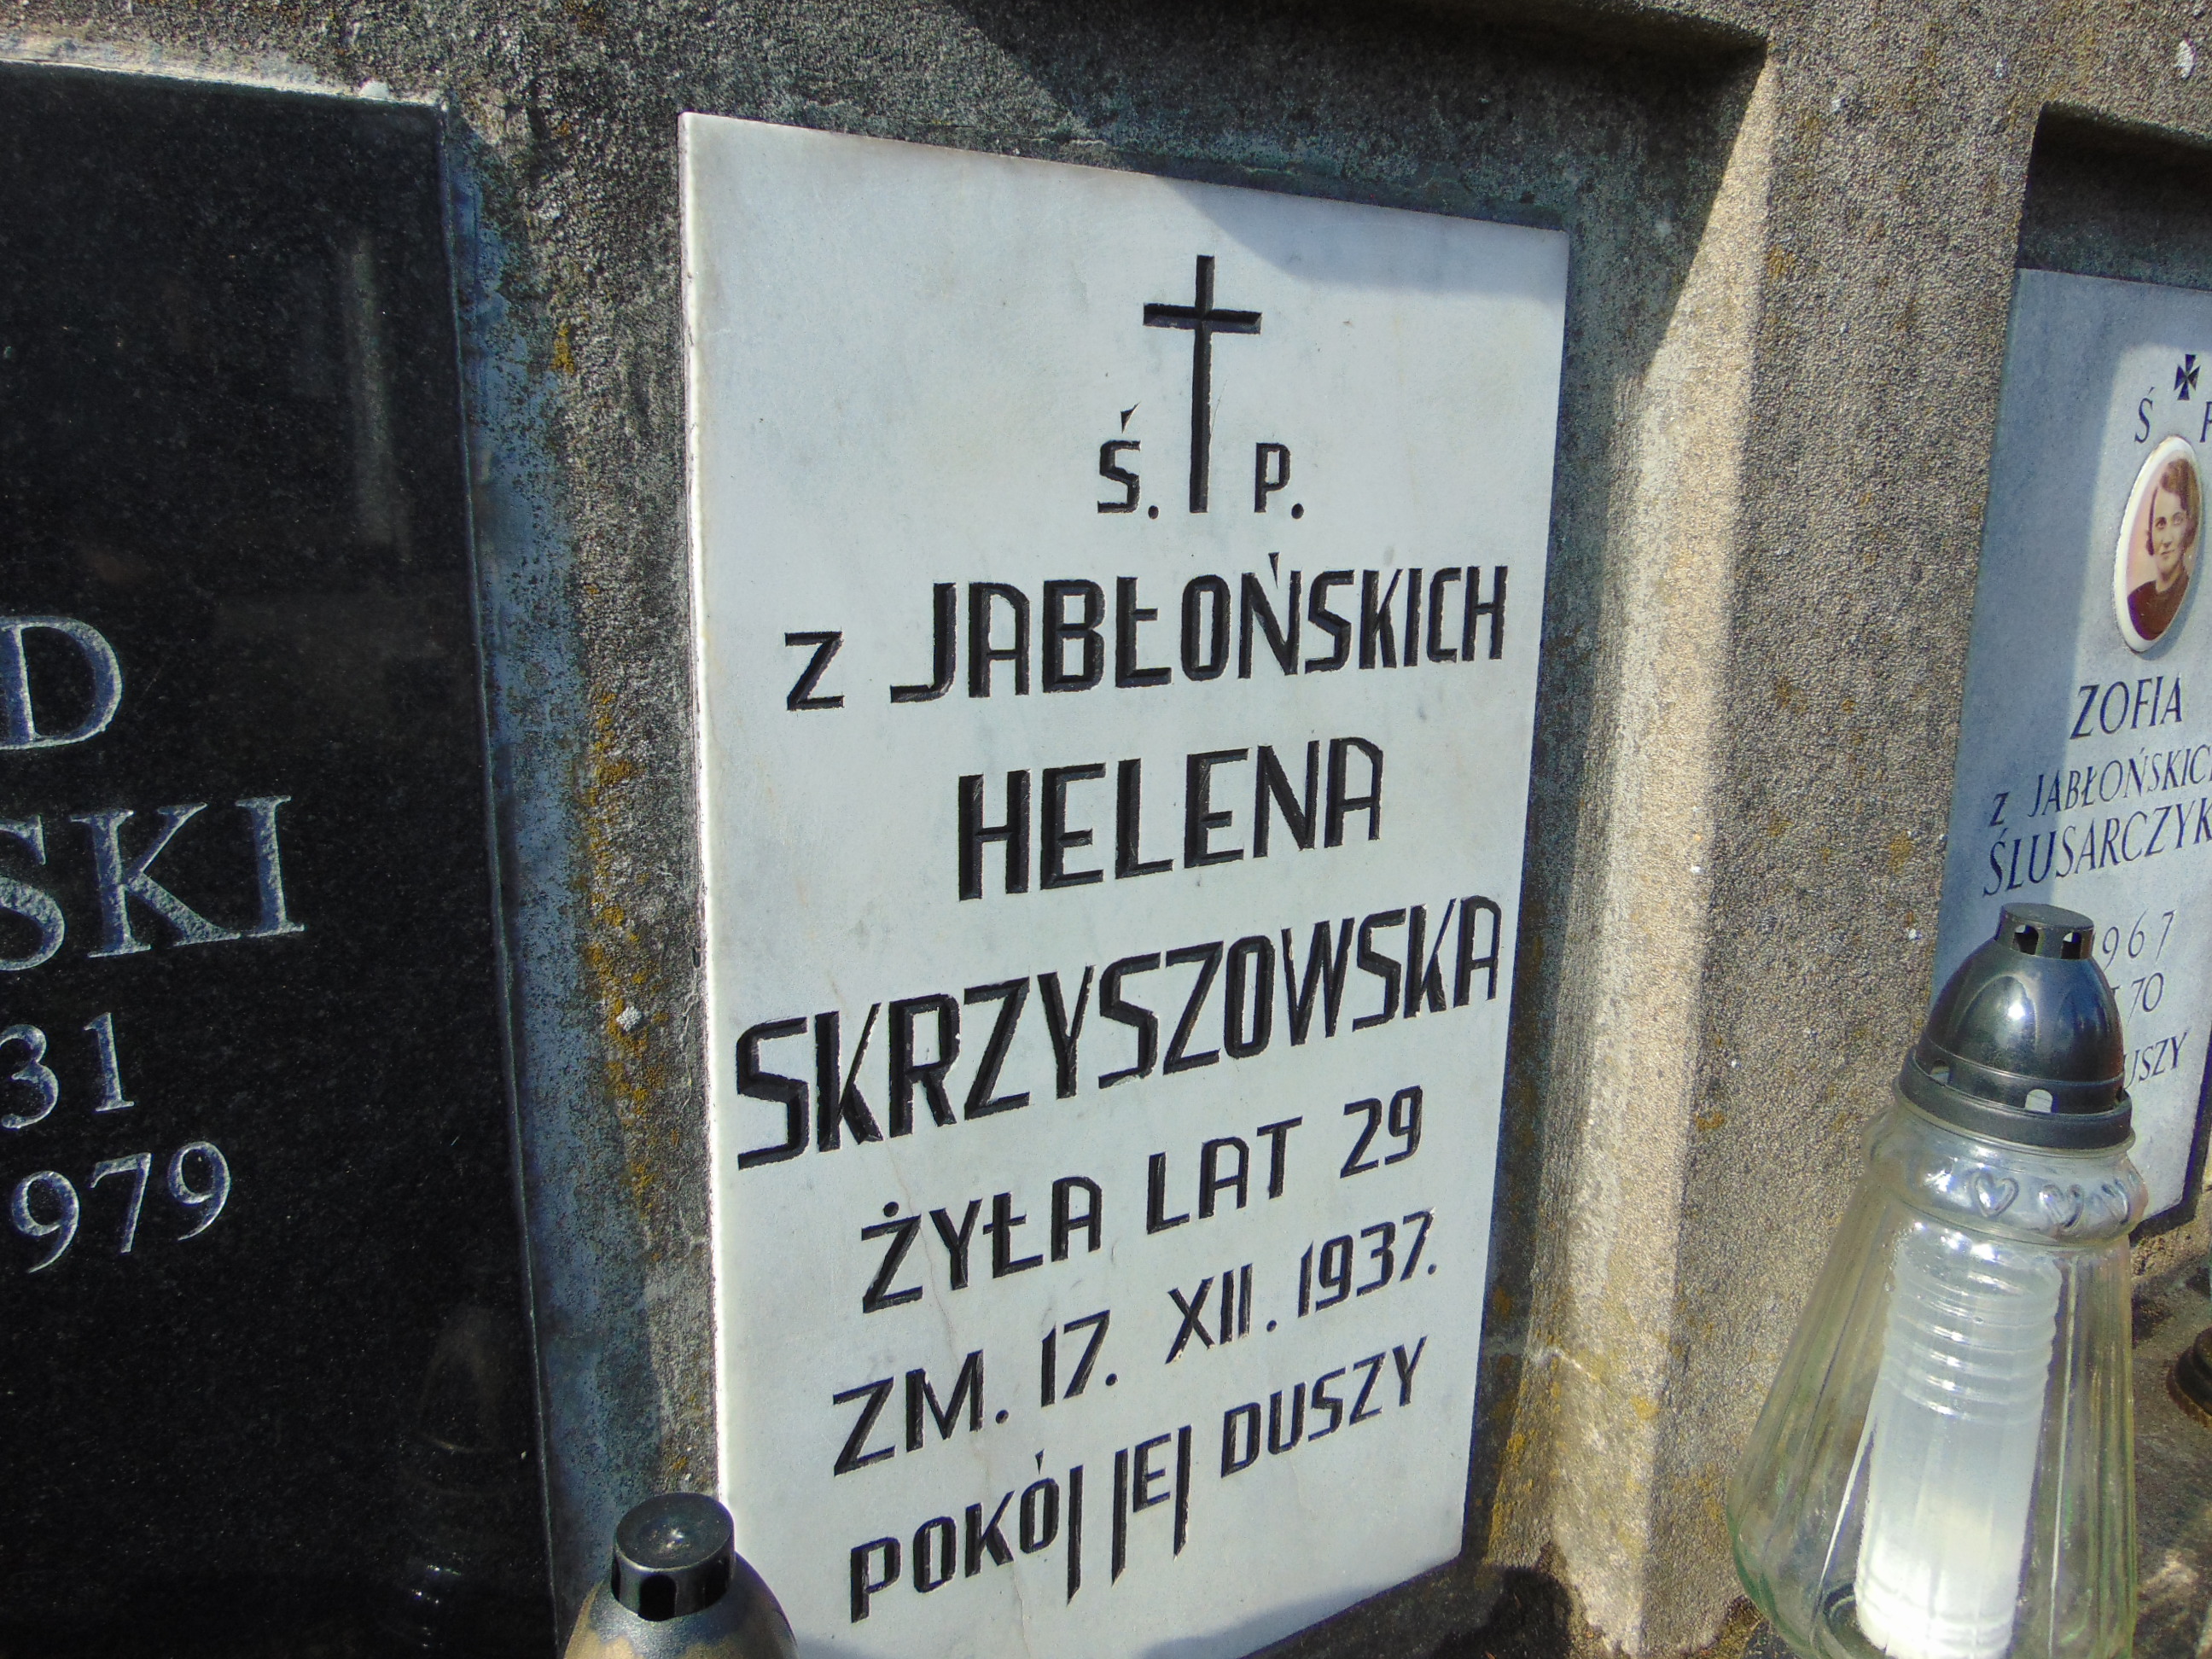 D
SKI
31
979
Ś. P.
Z JABŁOŃSKICH
HELENA
SKRZYSZOWSKA
ŻYŁA LAT 29
ZM. 17. XII. 1937.
POKÓJ JEJ DUSZY
Ś P
ZOFIA
Z JABŁOŃSKICH
ŚLUSARCZYK
967
70
USZY